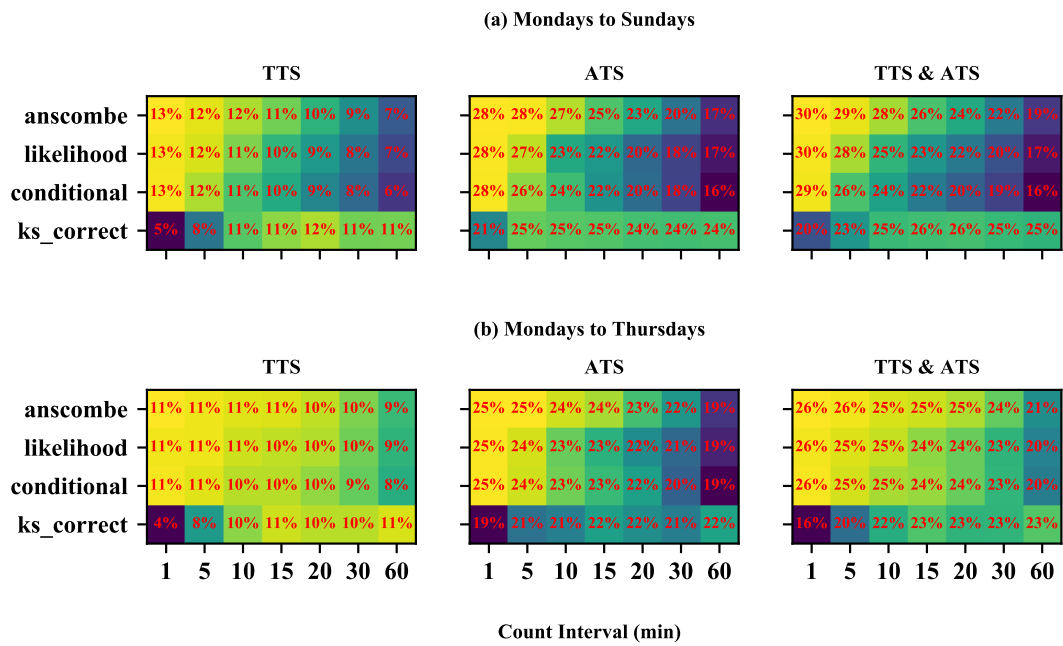 (a) Mondays to Sundays
TTS ATS TTS & ATS
anscombe 13% 12% 12% 11% 10% 9% 7% 28% 28% 27% 25% 23% 20% 17% 30% 29% 28% 26% 24% 22% 19%
likelihood 13% 12% 11% 10% 9% 8% 7% 28% 27% 23% 22% 20% 18% 17% 30% 28% 25% 23% 22% 20% 17%
conditional 13% 12% 11% 10% 9% 8% 6% 28% 26% 24% 22% 20% 18% 16% 29% 26% 24% 22% 20% 19% 16%
ks_correct 5% 8% 11% 11% 12% 11% 11% 21% 25% 25% 25% 24% 24% 24% 20% 23% 25% 26% 26% 25% 25%
(b) Mondays to Thursdays
TTS ATS TTS & ATS
anscombe 11% 11% 11% 11% 10% 10% 9% 25% 25% 24% 24% 23% 22% 19% 26% 26% 25% 25% 25% 24% 21%
likelihood 11% 11% 11% 10% 10% 10% 9% 25% 24% 23% 23% 22% 21% 19% 26% 25% 25% 24% 24% 23% 20%
conditional 11% 11% 10% 10% 10% 9% 8% 25% 24% 23% 23% 22% 20% 19% 26% 25% 25% 24% 24% 23% 20%
ks_correct 4% 8% 10% 11% 10% 10% 11% 19% 21% 21% 22% 22% 21% 22% 16% 20% 22% 23% 23% 23% 23%
1 5 10 15 20 30 60 1 5 10 15 20 30 60 1 5 10 15 20 30 60
Count Interval (min)